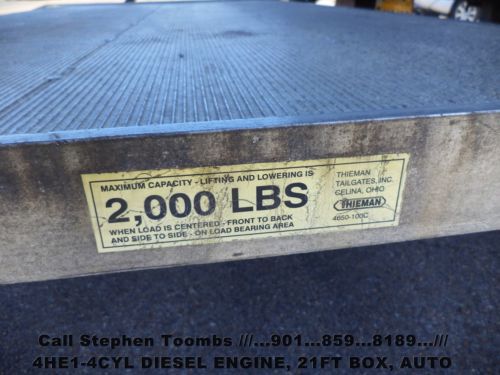 MAXIMUM CAPACITY - LIFTING AND LOWERING IS
2,000 LBS
WHEN LOAD IS CENTERED - FRONT TO BACK
AND SIDE TO SIDE - ON LOAD BEARING AREA
THIEMAN
TAILGATES, INC.
CELINA, OHIO
THIEMAN
4650-100C
Call Stephen Toombs ///...901...859...8189...///
4HE1-4CYL DIESEL ENGINE, 21FT BOX, AUTO